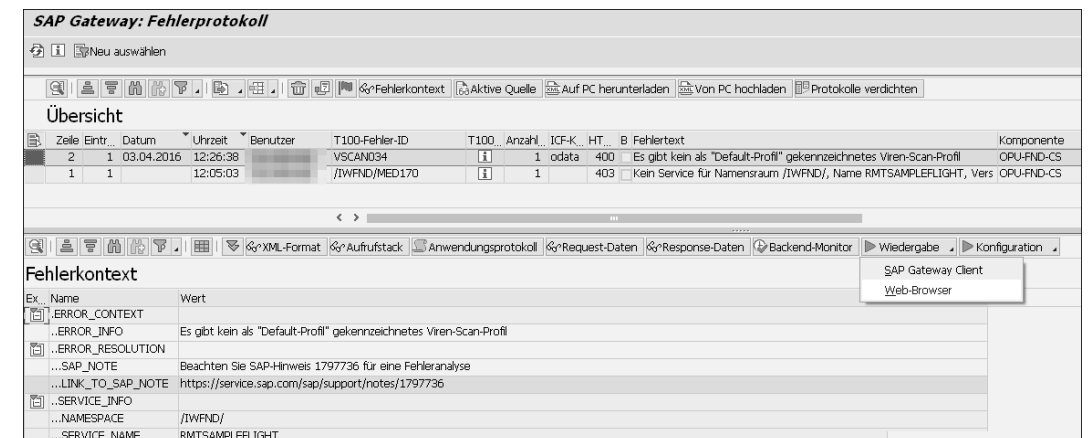 SAP Gateway: Fehlerprotokoll
Neu auswählen
Fehlerkontext Aktive Quelle Auf PC herunterladen Von PC hochladen Protokolle verdichten
Übersicht
Zeile Eintr... Datum Uhrzeit Benutzer T100-Fehler-ID T100... Anzahl... ICF-K... HT... B Fehlertext Komponente
2 1 03.04.2016 12:26:38 VSCAN034 1 odata 400 Es gibt kein als "Default-Profil" gekennzeichnetes Viren-Scan-Profil OPU-FND-CS
1 1 12:05:03 /IWFND/MED170 1 403 Kein Service für Namensraum /IWFND/, Name RMTSAMPLEFLIGHT, Vers OPU-FND-CS
XML-Format Aufrufstack Anwendungsprotokoll Request-Daten Response-Daten Backend-Monitor Wiedergabe Konfiguration
SAP Gateway Client
Web-Browser
Fehlerkontext
Ex... Name Wert
.ERROR_CONTEXT
..ERROR_INFO Es gibt kein als "Default-Profil" gekennzeichnetes Viren-Scan-Profil
..ERROR_RESOLUTION
...SAP_NOTE Beachten Sie SAP-Hinweis 1797736 für eine Fehleranalyse
...LINK_TO_SAP_NOTE https://service.sap.com/sap/support/notes/1797736
..SERVICE_INFO
...NAMESPACE /IWFND/
...SERVICE_NAME RMTSAMPLEFLIGHT